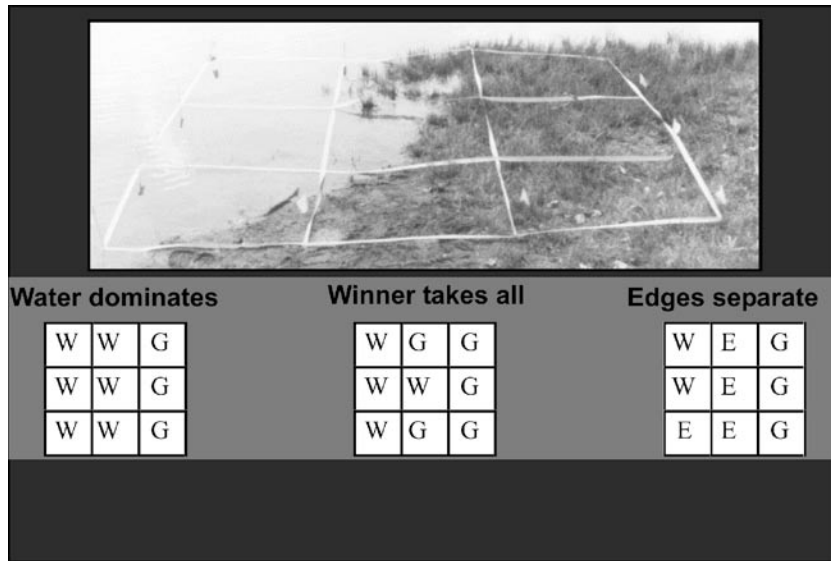 Water dominates
Winner takes all
Edges separate
W W G
W W G
W W G
W G G
W W G
W G G
W E G
W E G
E E G